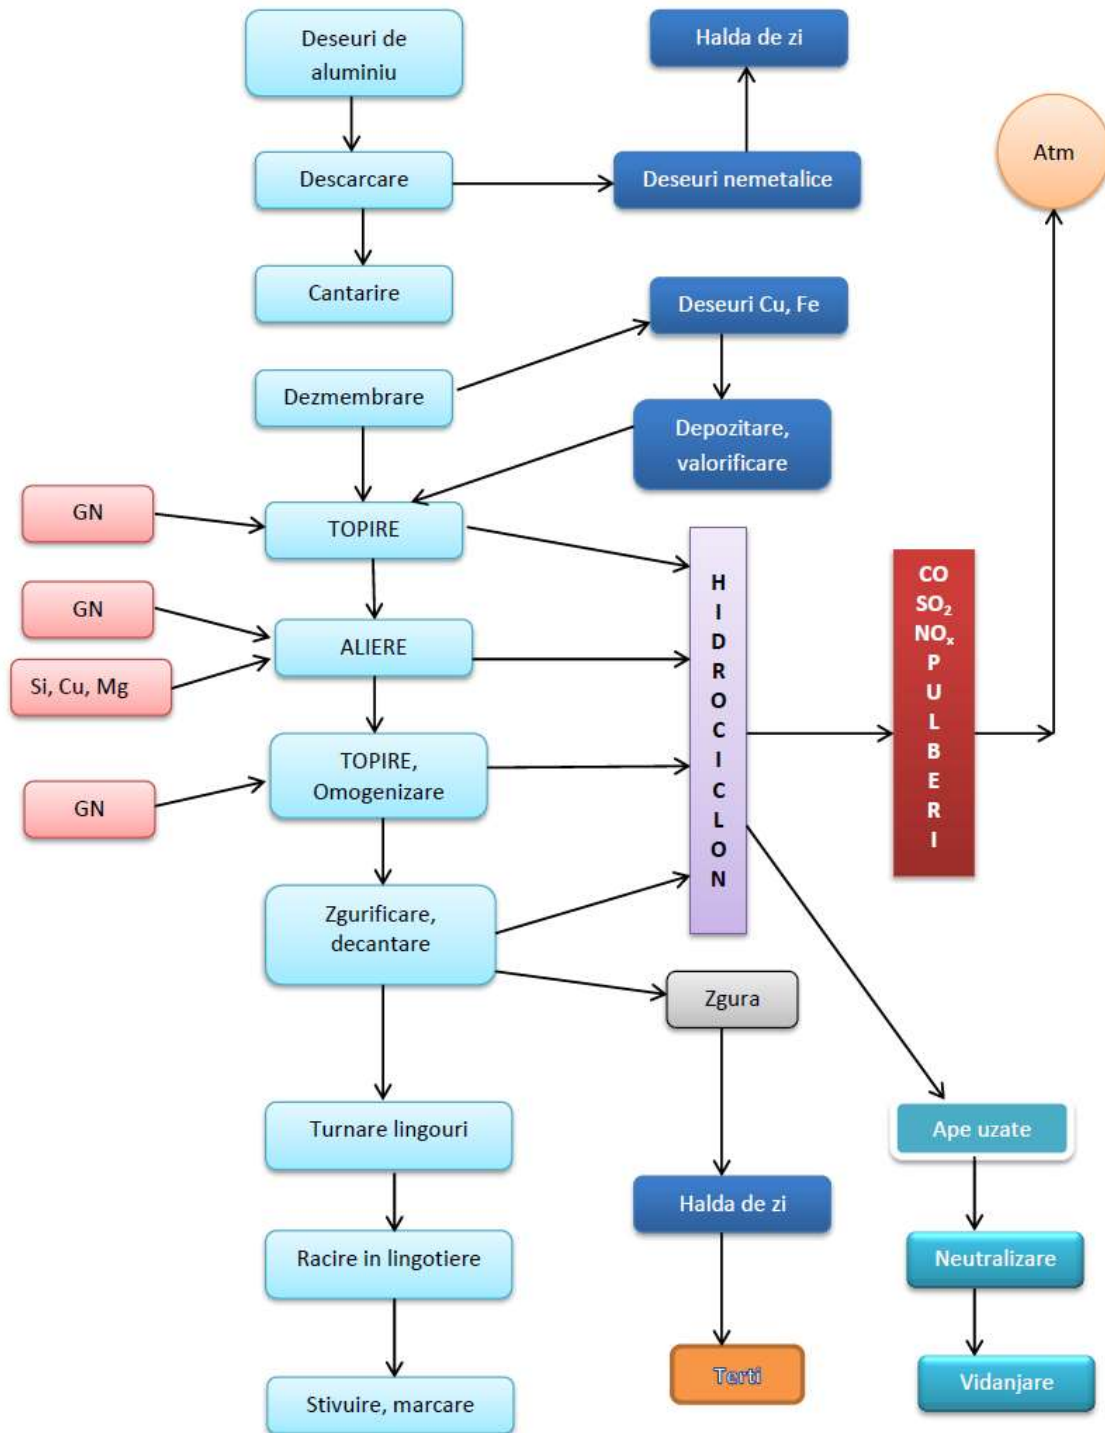 Deseuri de
aluminiu
Halda de zi
Atm
Descarcare
Deseuri nemetalice
Cantarire
Deseuri Cu, Fe
Dezmembrare
Depozitare,
valorificare
GN
TOPIRE
GN
ALIERE
Si, Cu, Mg
TOPIRE,
Omogenizare
GN
HIDROCICLON
CO
SO₂
NOₓ
PULBERI
Zgurificare,
decantare
Zgura
Turnare lingouri
Ape uzate
Halda de zi
Racire in lingotiere
Neutralizare
Terti
Vidanjare
Stivuire, marcare